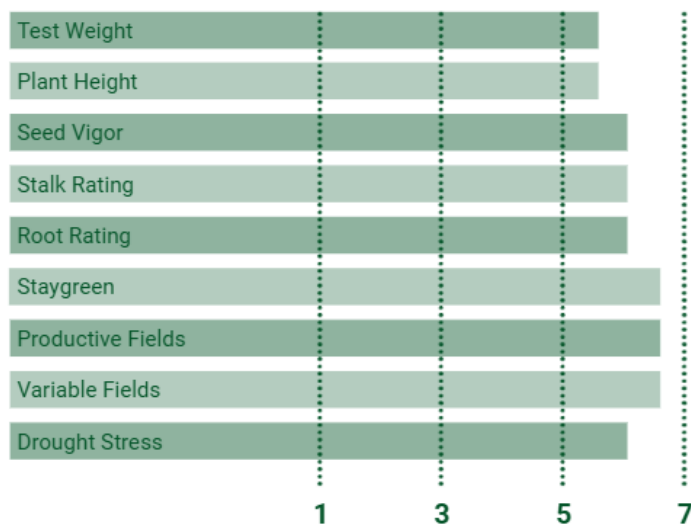 Test Weight
Plant Height
Seed Vigor
Stalk Rating
Root Rating
Staygreen
Productive Fields
Variable Fields
Drought Stress
1 3 5 7